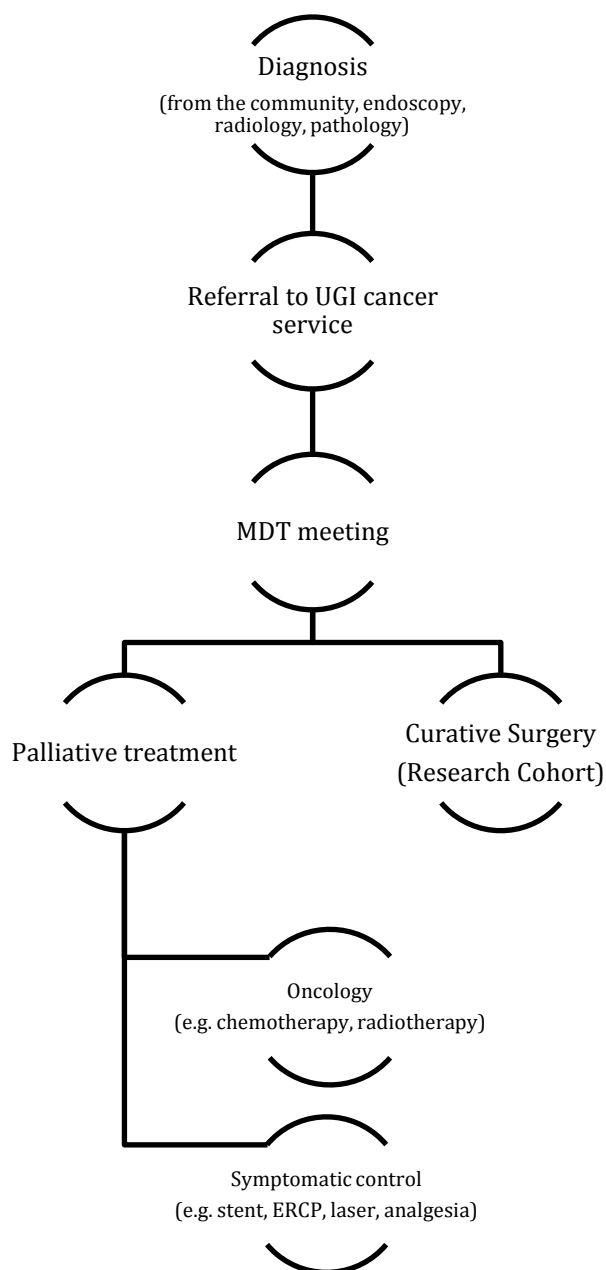 Diagnosis
(from the community, endoscopy,
radiology, pathology)
Referral to UGI cancer
service
MDT meeting
Palliative treatment
Curative Surgery
(Research Cohort)
Oncology
(e.g. chemotherapy, radiotherapy)
Symptomatic control
(e.g. stent, ERCP, laser, analgesia)